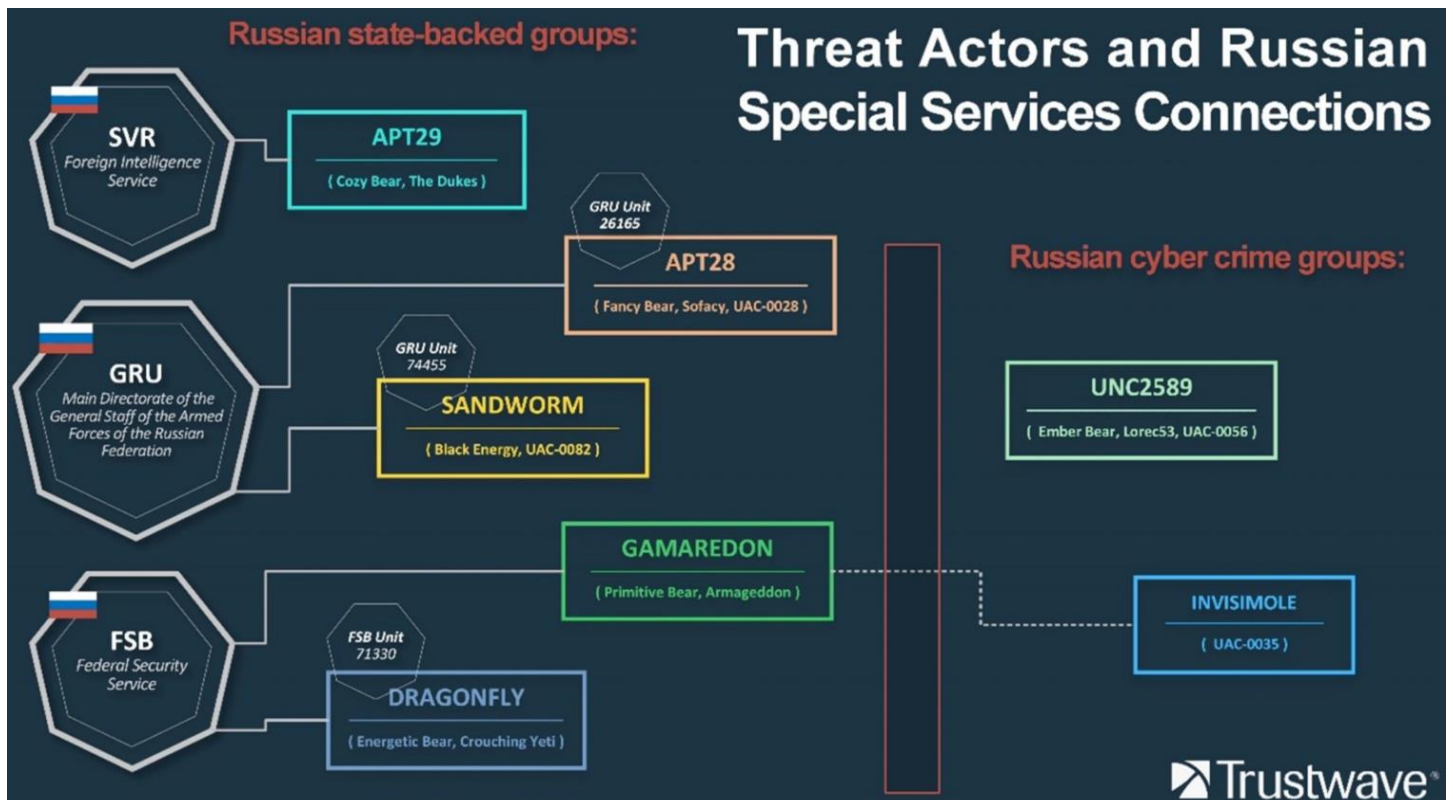 Russian state-backed groups:
Threat Actors and Russian
Special Services Connections
SVR
Foreign Intelligence
Service
APT29
( Cozy Bear, The Dukes )
GRU Unit
26165
APT28
( Fancy Bear, Sofacy, UAC-0028 )
Russian cyber crime groups:
GRU
Main Directorate of the
General Staff of the Armed
Forces of the Russian
Federation
GRU Unit
74455
SANDWORM
( Black Energy, UAC-0082 )
UNC2589
( Ember Bear, Lorec53, UAC-0056 )
GAMAREDON
( Primitive Bear, Armageddon )
INVISIMOLE
( UAC-0035 )
FSB
Federal Security
Service
FSB Unit
71330
DRAGONFLY
( Energetic Bear, Crouching Yeti )
Trustwave®